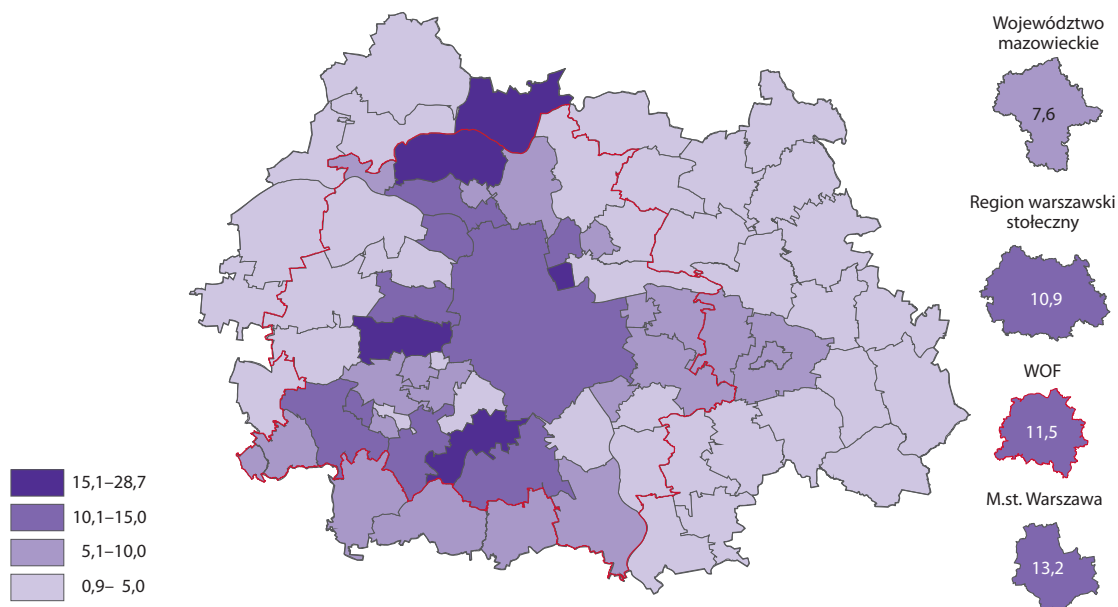 Województwo
mazowieckie
7,6
Region warszawski
stołeczny
10,9
WOF
11,5
M.st. Warszawa
13,2
15,1–28,7
10,1–15,0
5,1–10,0
0,9– 5,0